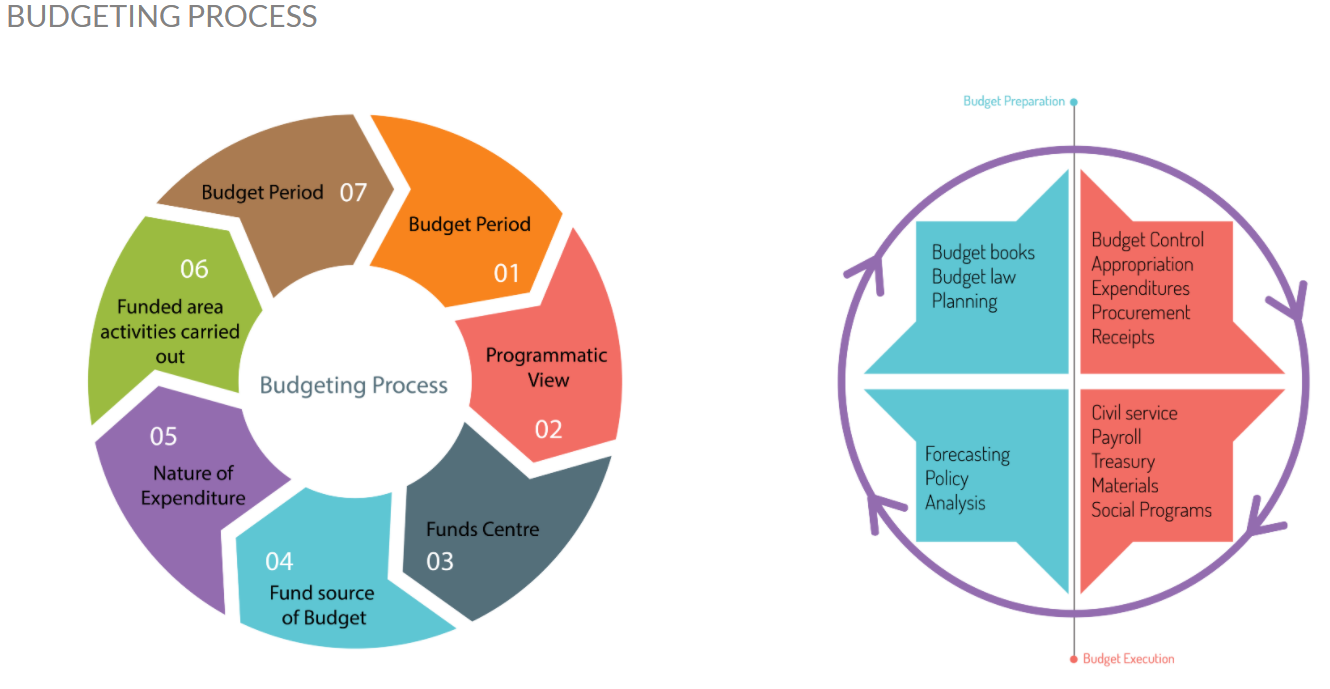 BUDGETING PROCESS
Budget Period
01
Programmatic
View
02
Funds Centre
03
04
Fund source
of Budget
05
Nature of
Expenditure
06
Funded area
activities carried
out
Budget Period 07
Budgeting Process
Budget Preparation
Budget books
Budget law
Planning
Budget Control
Appropriation
Expenditures
Procurement
Receipts
Forecasting
Policy
Analysis
Civil service
Payroll
Treasury
Materials
Social Programs
Budget Execution